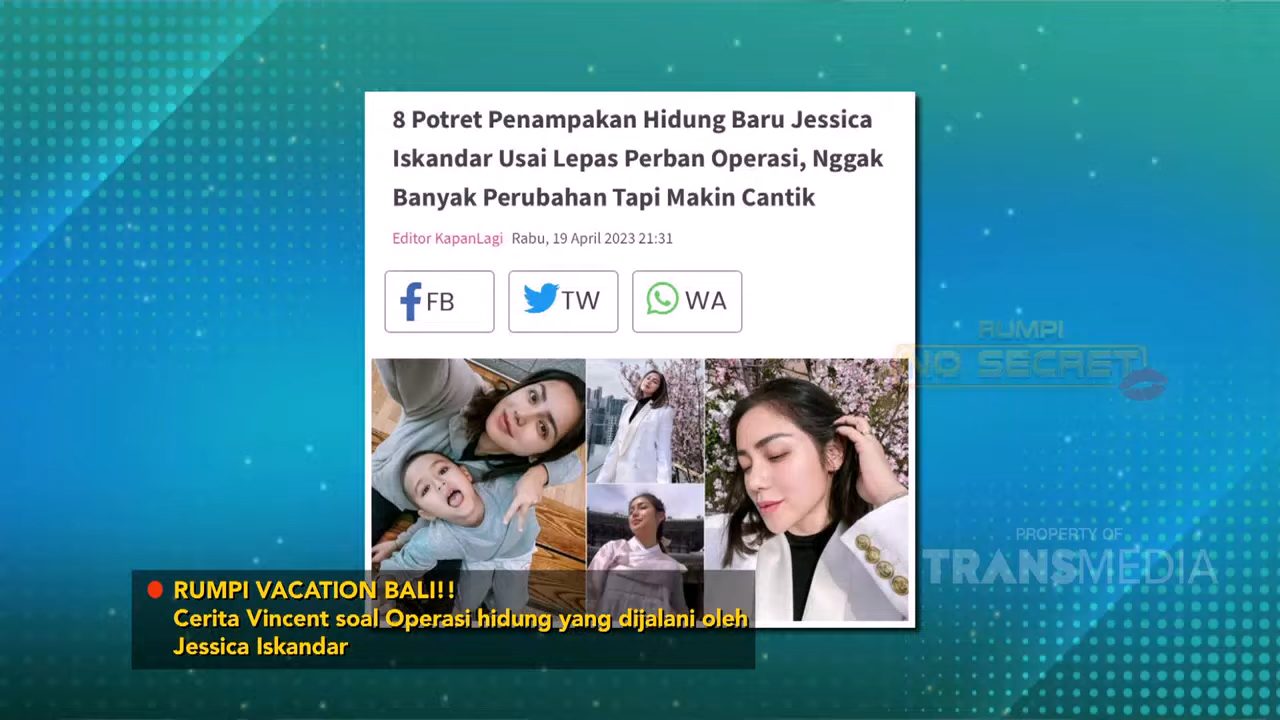 8 Potret Penampakan Hidung Baru Jessica
Iskandar Usai Lepas Perban Operasi, Nggak
Banyak Perubahan Tapi Makin Cantik
Editor KapanLagi Rabu, 19 April 2023 21:31
FB TW WA
RUMPI
NO SECRET
PROPERTY OF
TRANSMEDIA
RUMPI VACATION BALI!!
Cerita Vincent soal Operasi hidung yang dijalani oleh
Jessica Iskandar